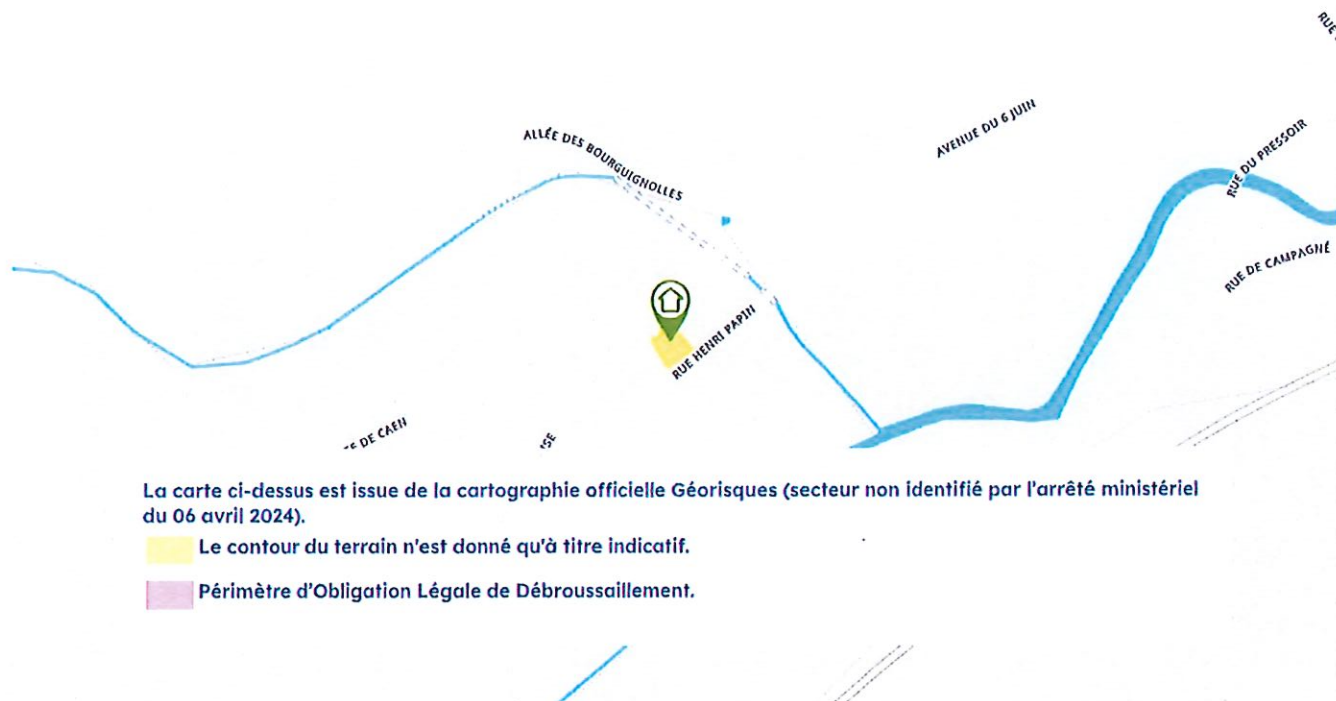 RUE
AVENUE DU 6 JUIN
ALLÉE DES BOURGUIGNOLLES
RUE DU PRESSOIR
RUE DE CAMPAGNÉ
RUE HENRI PAPIN
DE CAEN
La carte ci-dessus est issue de la cartographie officielle Géorisques (secteur non identifié par l'arrêté ministériel
du 06 avril 2024).
Le contour du terrain n'est donné qu'à titre indicatif.
Périmètre d'Obligation Légale de Débroussaillement.